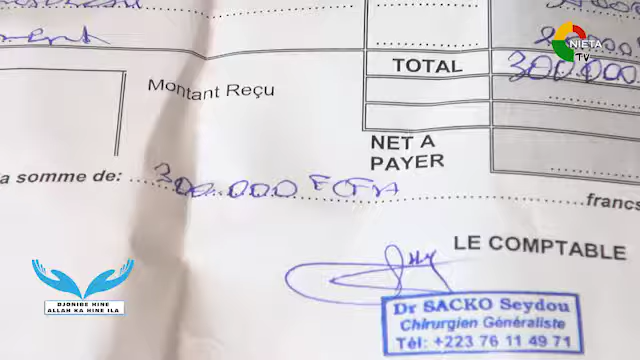 NIETA
TV
TOTAL 300.000
Montant Reçu
NET A
PAYER
a somme de: 300.000 FCFA francs
LE COMPTABLE
Dr SACKO Seydou
Chirurgien Généraliste
Tél: +223 76 11 49 71
DJONIBE HINE
ALLAH KA HINE ILA